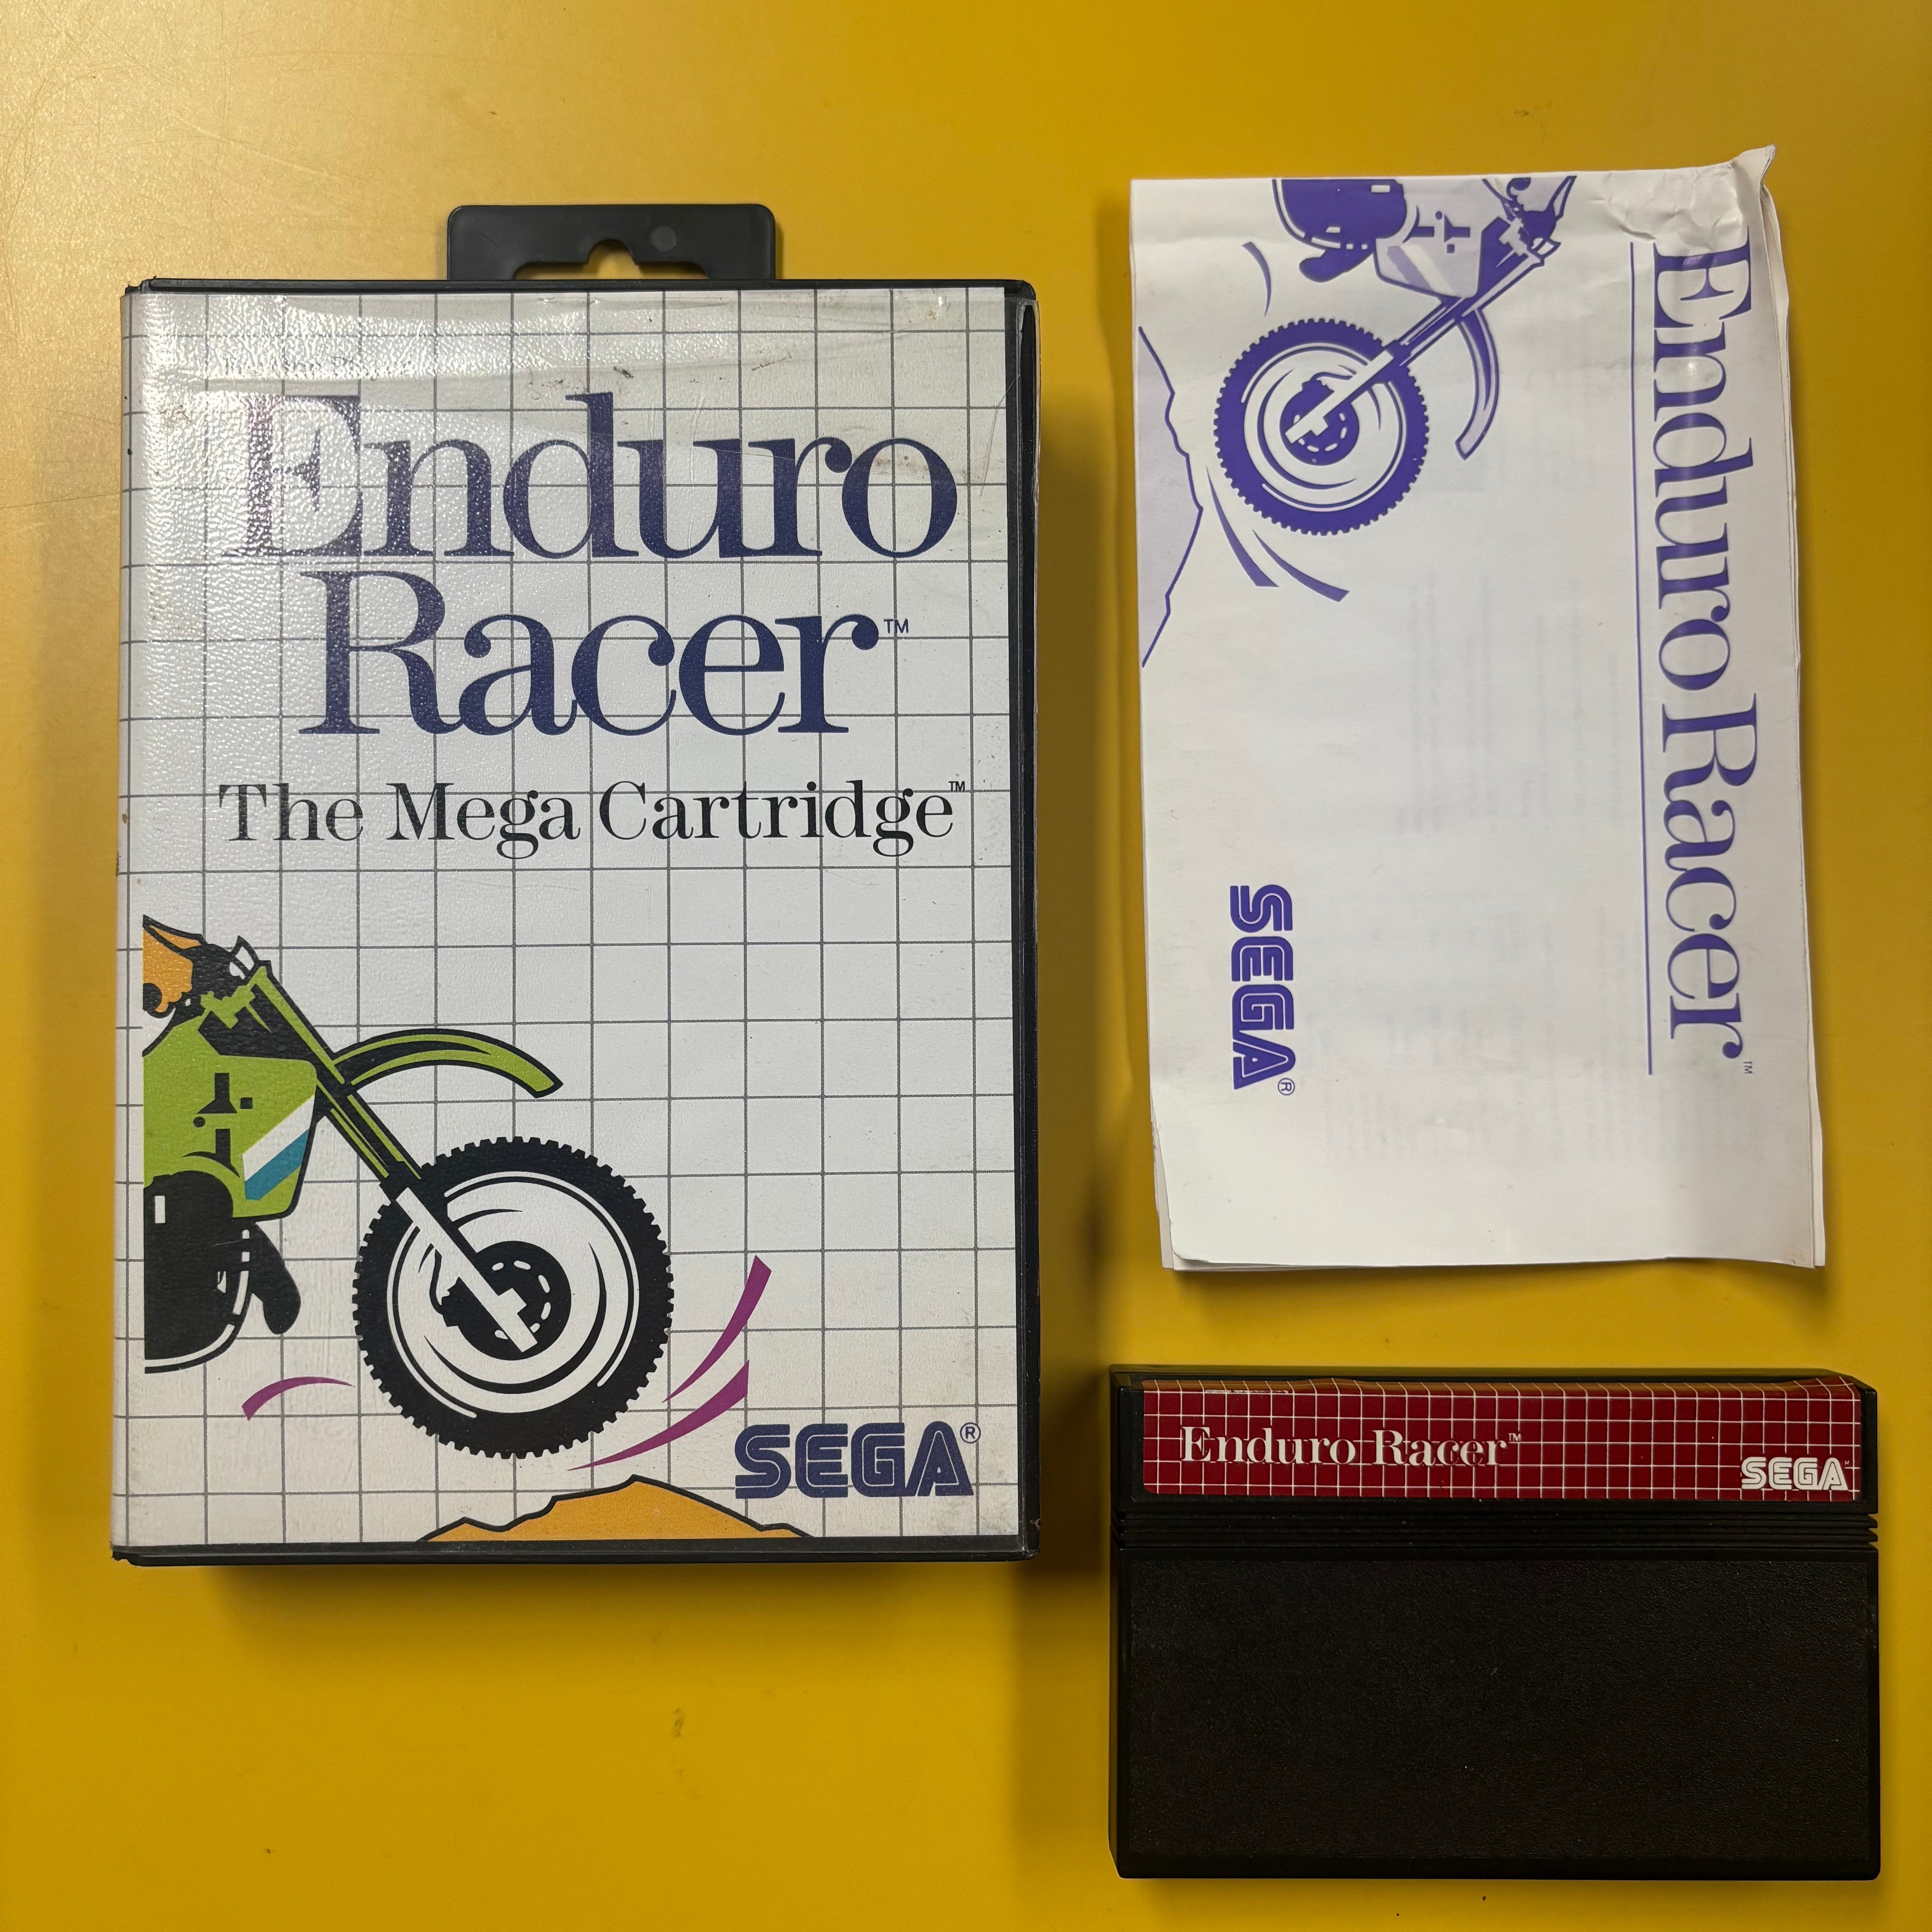 Enduro
Racer™
The Mega Cartridge™
SEGA®
Enduro Racer™
SEGA®
Enduro Racer™
SEGA